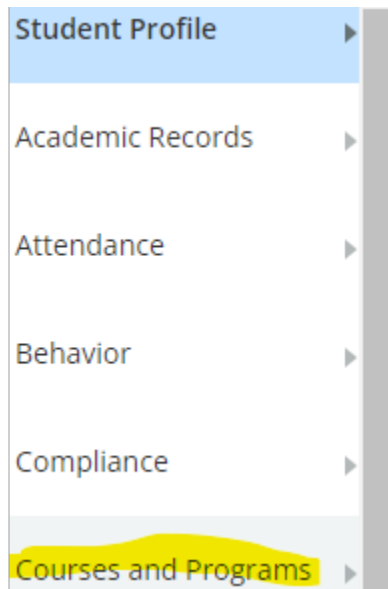 Student Profile
Academic Records
Attendance
Behavior
Compliance
Courses and Programs